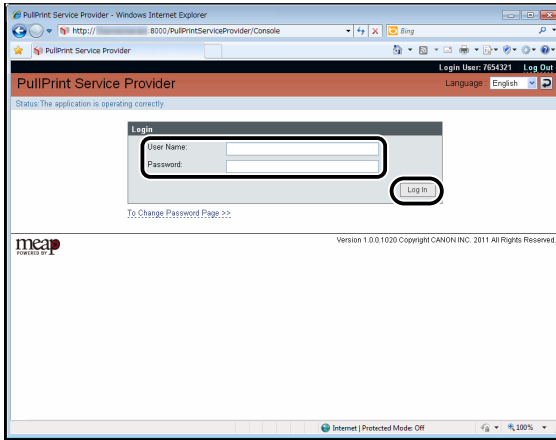 PullPrint Service Provider - Windows Internet Explorer
http:// :8000/PullPrintServiceProvider/Console
Bing
PullPrint Service Provider
Login User: 7654321 Log Out
PullPrint Service Provider
Language : English
Status:The application is operating correctly.
Login
User Name:
Password:
Log In
To Change Password Page >>
meap
POWERED BY
Version 1.0.0.1020 Copyright CANON INC. 2011 All Rights Reserved.
Internet | Protected Mode: Off
100%